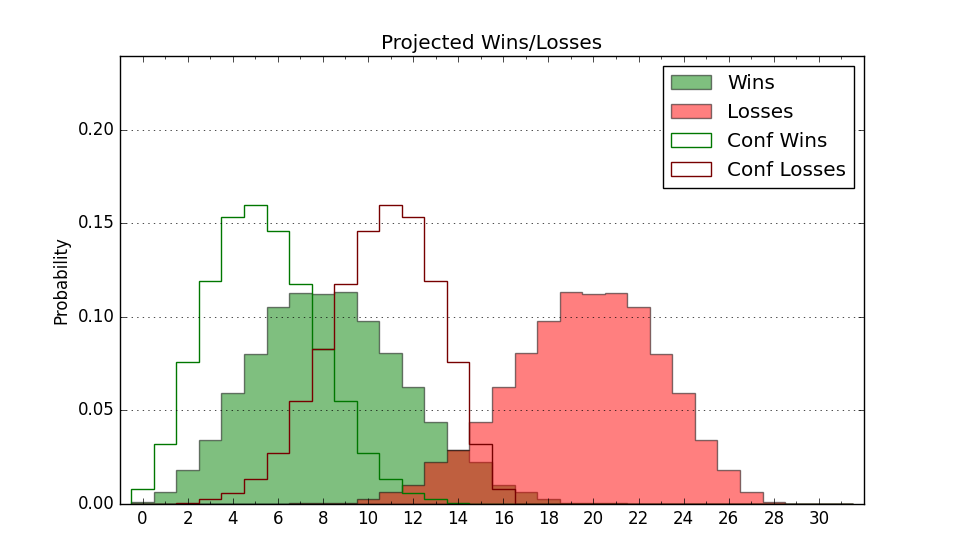 Projected Wins/Losses
Wins
Losses
Conf Wins
Conf Losses
Probability
0.20
0.15
0.10
0.05
0.00
0 2 4 6 8 10 12 14 16 18 20 22 24 26 28 30